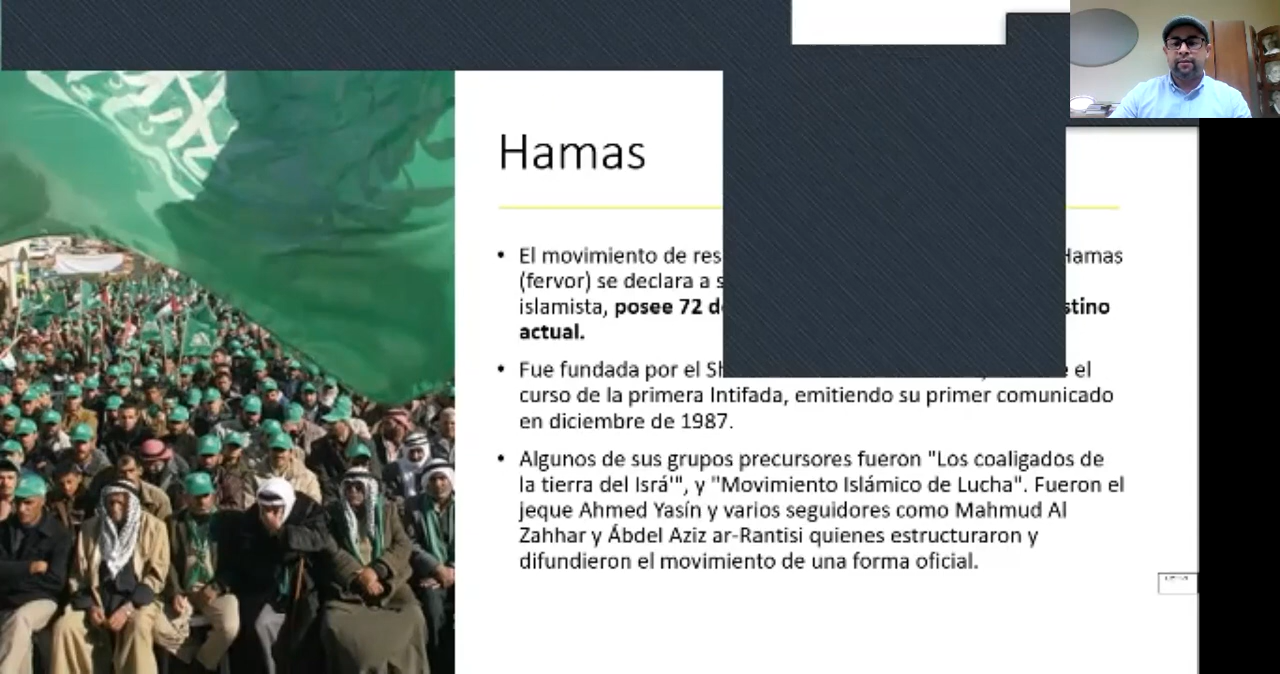 Hamas
• El movimiento de res Hamas
(fervor) se declara a s
islamista, posee 72 d stino
actual.
• Fue fundada por el Sh e el
curso de la primera Intifada, emitiendo su primer comunicado
en diciembre de 1987.
• Algunos de sus grupos precursores fueron "Los coaligados de
la tierra del Isrá'", y "Movimiento Islámico de Lucha". Fueron el
jeque Ahmed Yasín y varios seguidores como Mahmud Al
Zahhar y Ábdel Aziz ar-Rantisi quienes estructuraron y
difundieron el movimiento de una forma oficial.